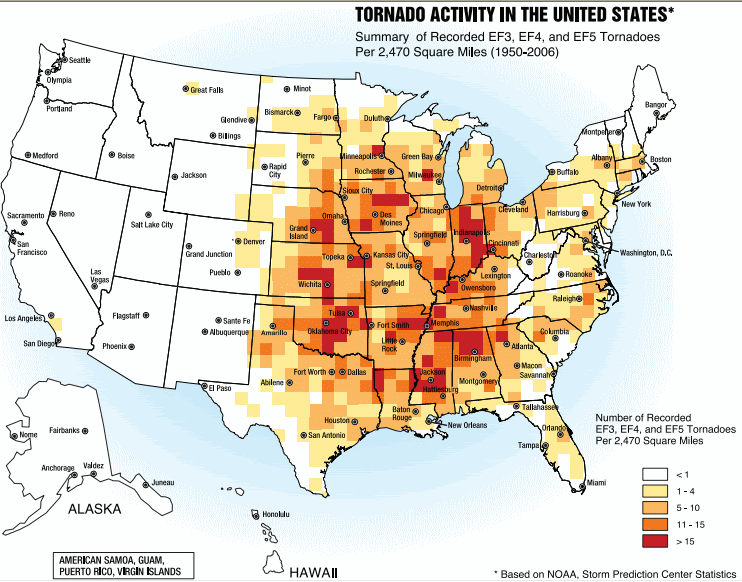 TORNADO ACTIVITY IN THE UNITED STATES*
Summary of Recorded EF3, EF4, and EF5 Tornadoes
Per 2,470 Square Miles (1950-2006)
Seattle
Olympia
Portland
Medford
Boise
Great Falls
Glendive
Billings
Jackson
Minot
Bismarck
Fargo
Duluth
Pierre
Rapid
City
Minneapolis
Rochester
Green Bay
Milwaukee
Sioux City
Detroit
Bangor
Montpelier
Albany
Boston
Buffalo
New York
Cleveland
Harrisburg
Washington, D.C.
Sacramento
Reno
San
Francisco
Salt Lake City
Grand Junction
Denver
Pueblo
Las
Vegas
Omaha
Grand
Island
Des
Moines
Chicago
Springfield
Indianapolis
Cincinnati
Charleston
Topeka
Kansas City
St. Louis
Lexington
Owensboro
Roanoke
Raleigh
Wichita
Springfield
Nashville
Los Angeles
San Diego
Flagstaff
Phoenix
Santa Fe
Albuquerque
Amarillo
Tulsa
Oklahoma City
Fort Smith
Memphis
Little
Rock
Columbia
Atlanta
Birmingham
Macon
Savannah
El Paso
Abilene
Fort Worth
Dallas
Jackson
Hattiesburg
Montgomery
Tallahassee
Houston
San Antonio
Baton
Rouge
New Orleans
Orlando
Tampa
Miami
Nome
Fairbanks
Anchorage
Valdez
Juneau
ALASKA
Honolulu
HAWAII
AMERICAN SAMOA, GUAM,
PUERTO RICO, VIRGIN ISLANDS
Number of Recorded
EF3, EF4, and EF5 Tornadoes
Per 2,470 Square Miles
< 1
1 - 4
5 - 10
11 - 15
> 15
* Based on NOAA, Storm Prediction Center Statistics